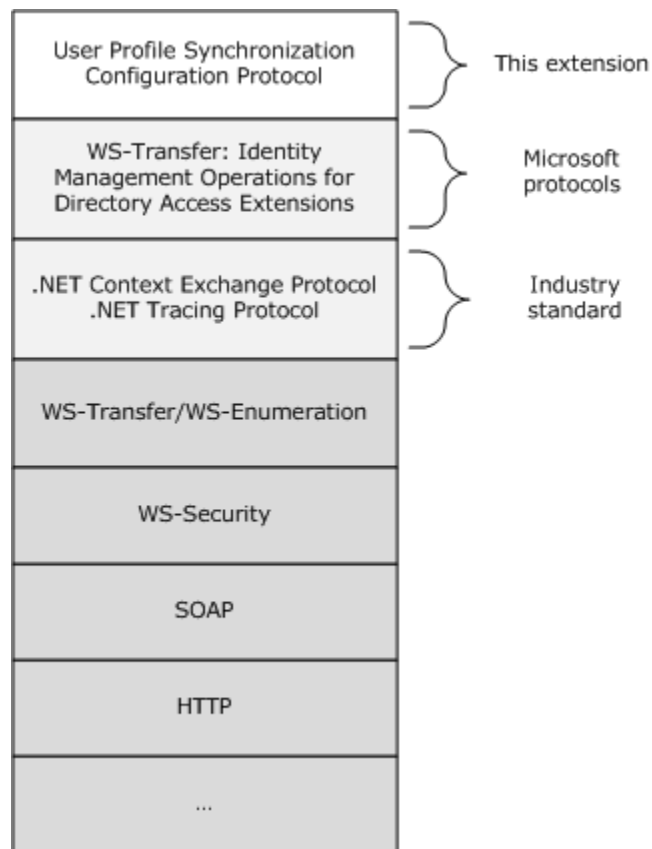 User Profile Synchronization
Configuration Protocol
This extension
WS-Transfer: Identity
Management Operations for
Directory Access Extensions
Microsoft
protocols
.NET Context Exchange Protocol
.NET Tracing Protocol
Industry
standard
WS-Transfer/WS-Enumeration
WS-Security
SOAP
HTTP
...